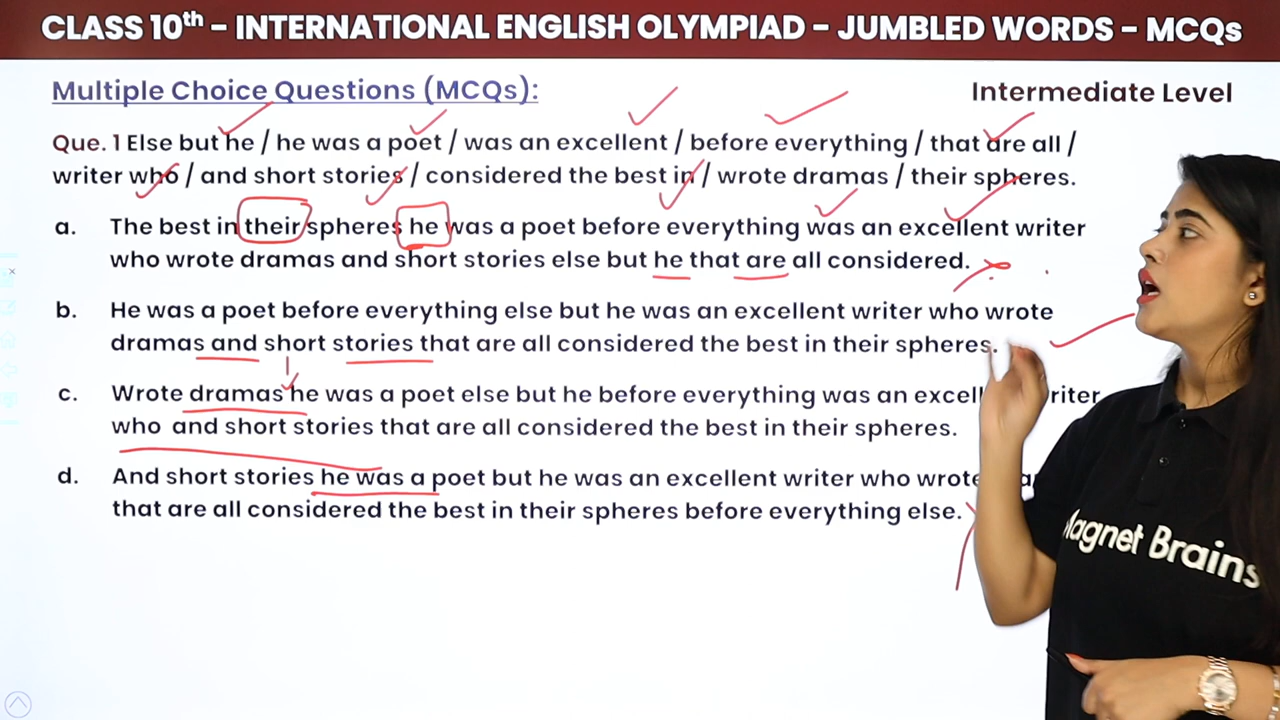 CLASS 10th – INTERNATIONAL ENGLISH OLYMPIAD – JUMBLED WORDS – MCQs
Multiple Choice Questions (MCQs):
Intermediate Level
Que. 1 Else but he / he was a poet / was an excellent / before everything / that are all /
writer who / and short stories / considered the best in / wrote dramas / their spheres.
a. The best in their spheres he was a poet before everything was an excellent writer
who wrote dramas and short stories else but he that are all considered.
b. He was a poet before everything else but he was an excellent writer who wrote
dramas and short stories that are all considered the best in their spheres.
c. Wrote dramas he was a poet else but he before everything was an
who and short stories that are all considered the best in their spheres.
d. And short stories he was a poet but he was an excellent writer who wrote
that are all considered the best in their spheres before everything else.
Magnet Brains